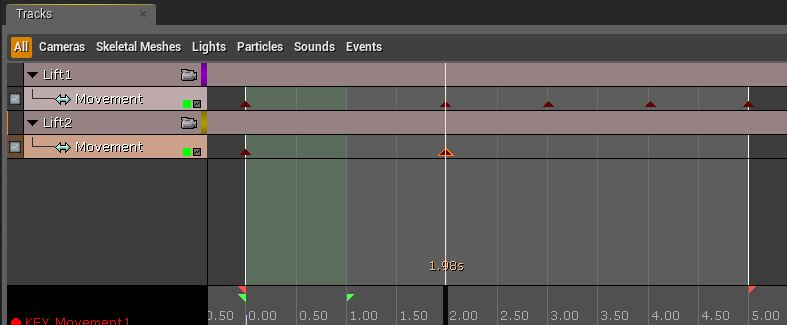 Tracks
All Cameras Skeletal Meshes Lights Particles Sounds Events
Lift1
Movement
Lift2
Movement
1.98s
0.50 0.00 0.50 1.00 1.50 2.00 2.50 3.00 3.50 4.00 4.50 5.00
KEY_Movement1